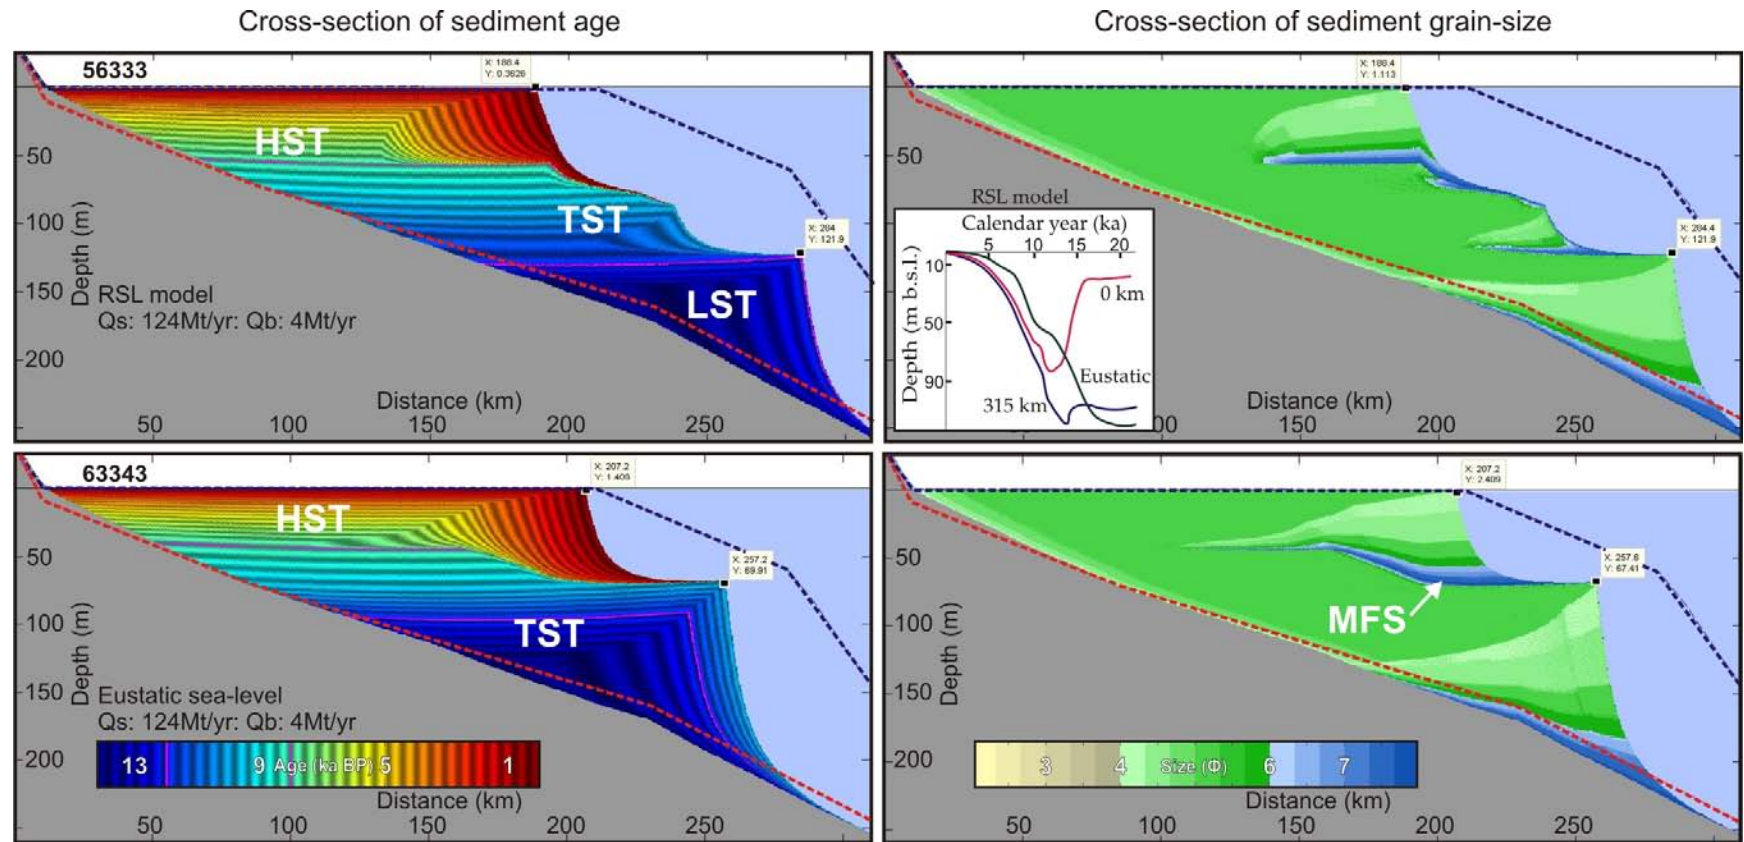 Cross-section of sediment age
Cross-section of sediment grain-size
56333
X: 188.4
Y: 0.3626
HST
TST
LST
X: 284
Y: 121.9
50
100
150
200
Depth (m)
RSL model
Qs: 124Mt/yr: Qb: 4Mt/yr
Distance (km)
50
100
150
200
250
X: 188.4
Y: 1.113
50
X: 284.4
Y: 121.9
RSL model
Calendar year (ka)
5
10
15
20
10
50
90
Depth (m b.s.l.)
0 km
Eustatic
315 km
Distance (km)
100
150
200
250
63343
X: 207.2
Y: 1.409
HST
X: 257.2
Y: 69.91
TST
50
100
150
200
Depth (m)
Eustatic sea-level
Qs: 124Mt/yr: Qb: 4Mt/yr
13
9
Age (ka BP)
5
1
Distance (km)
50
100
150
200
250
X: 207.2
Y: 2.409
X: 257.6
Y: 67.41
MFS
50
100
150
200
Depth (m)
3
4
Size (Φ)
6
7
Distance (km)
50
100
150
200
250